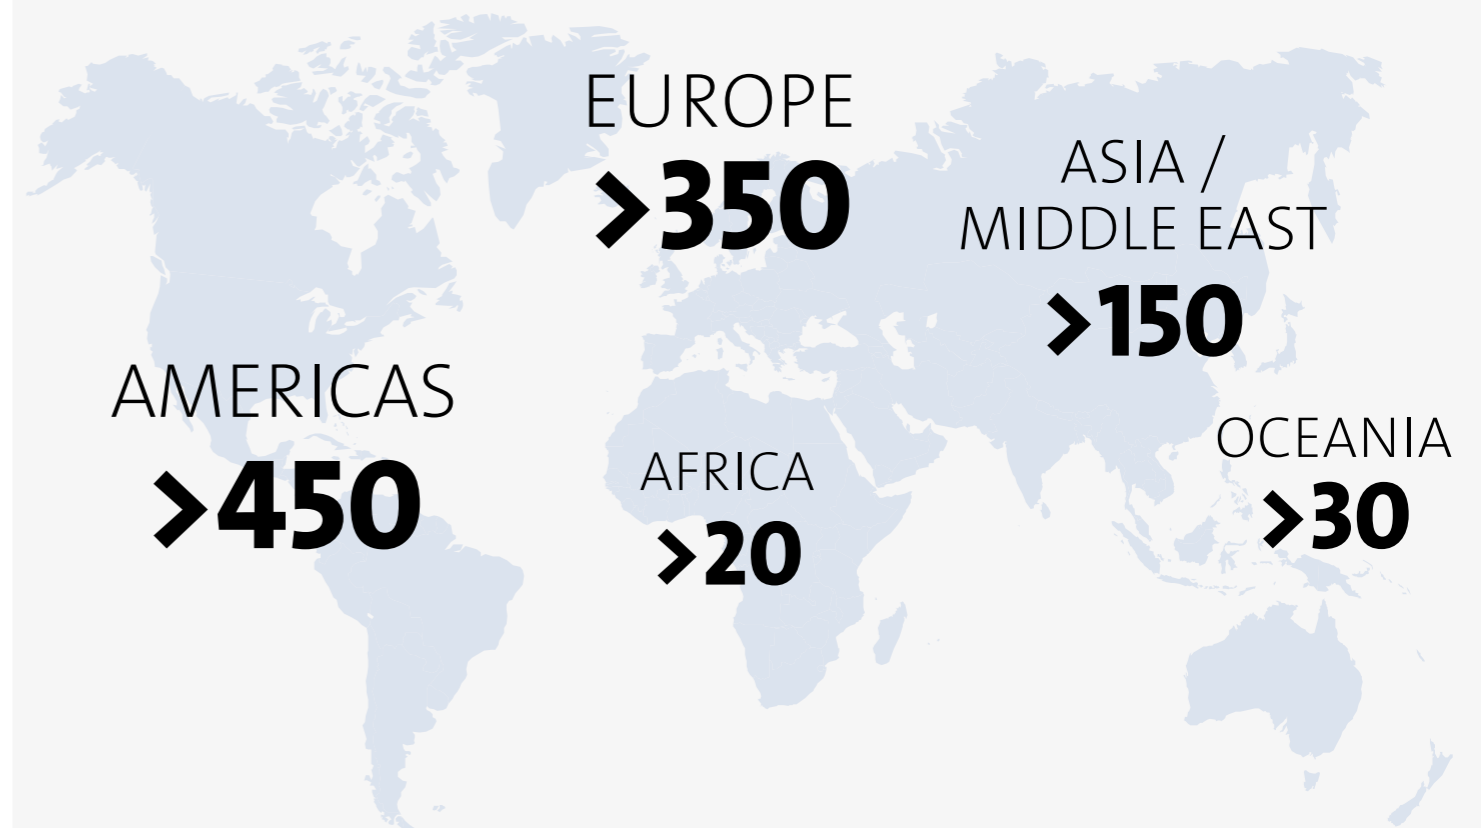 EUROPE
>350
ASIA /
MIDDLE EAST
>150
AMERICAS
>450
AFRICA
>20
OCEANIA
>30